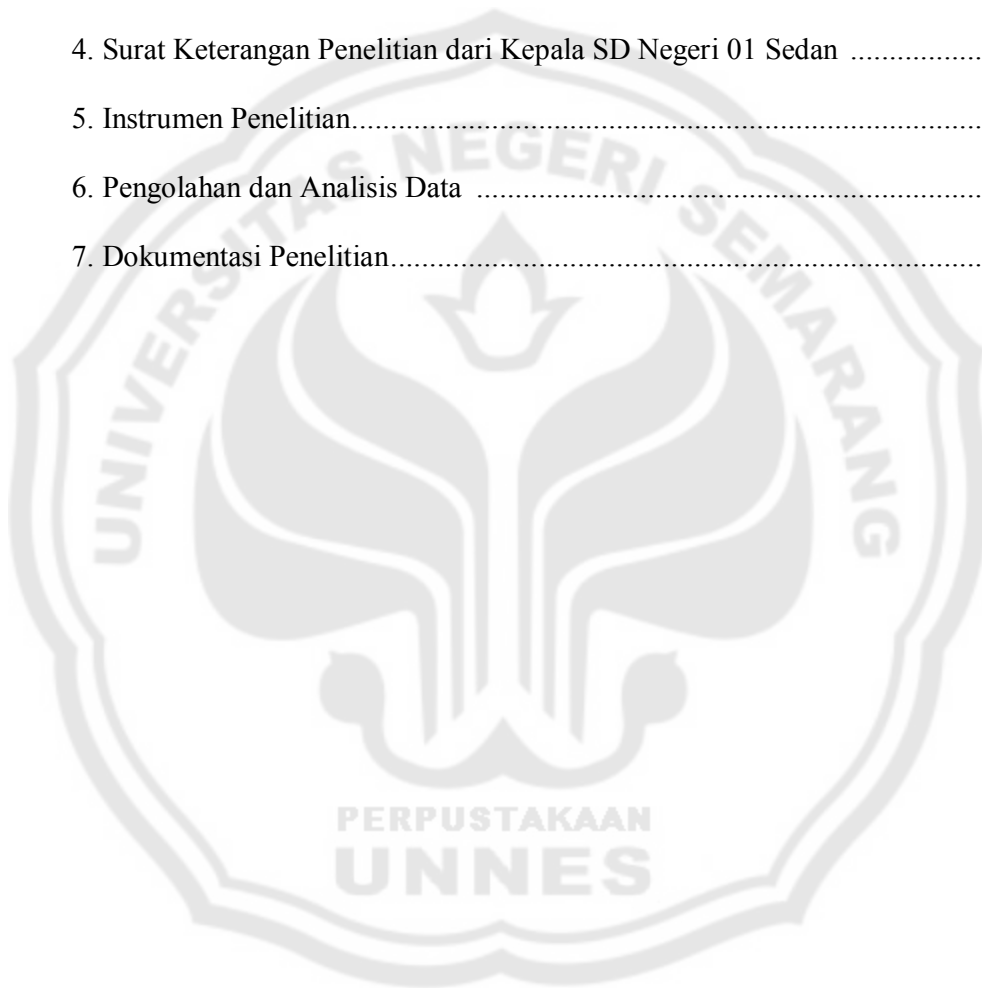 4. Surat Keterangan Penelitian dari Kepala SD Negeri 01 Sedan .................
5. Instrumen Penelitian.................................................................................
6. Pengolahan dan Analisis Data .................................................................
7. Dokumentasi Penelitian............................................................................
UNIVERSITAS NEGERI SEMARANG
PERPUSTAKAAN
UNNES